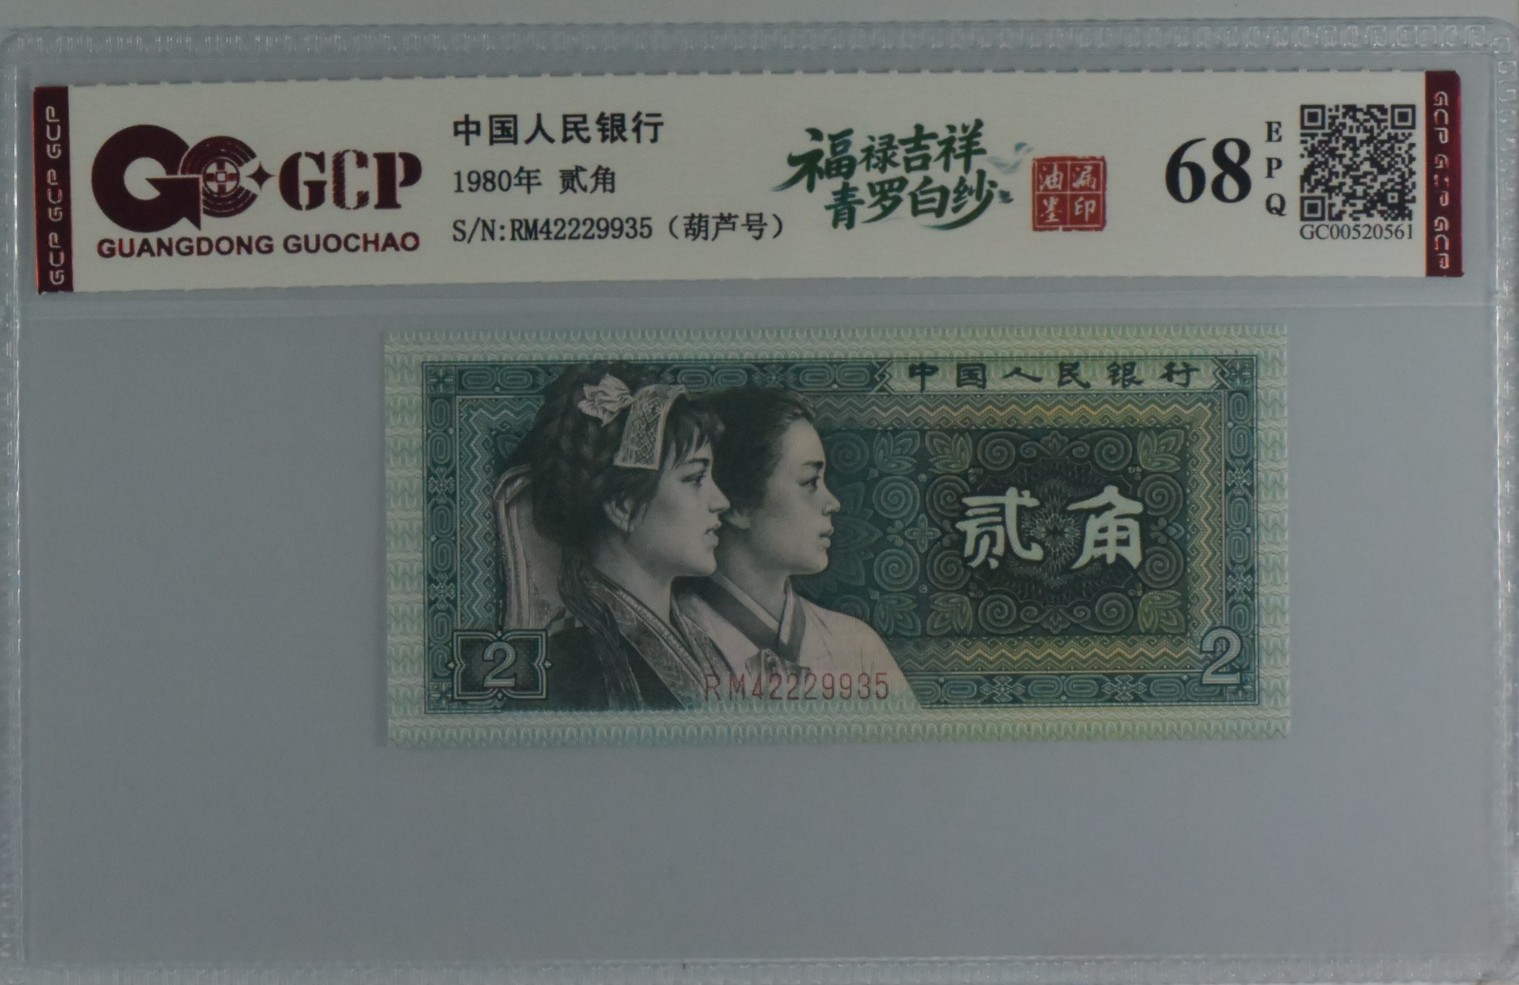 GCP GCP GCP
GCP
GUANGDONG GUOCHAO
中国人民银行
1980年 贰角
S/N:RM42229935（葫芦号）
福禄吉祥
青罗白纱
漏印
油墨
68
EPQ
GC00520561
GCP GCP GCP
中国人民银行
贰角
2
2
RM42229935